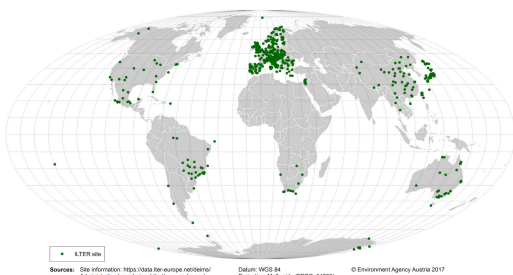 ILTER site
Sources: Site information: https://data.lter-europe.net/deims/
Datum: WGS 84
© Environment Agency Austria 2017